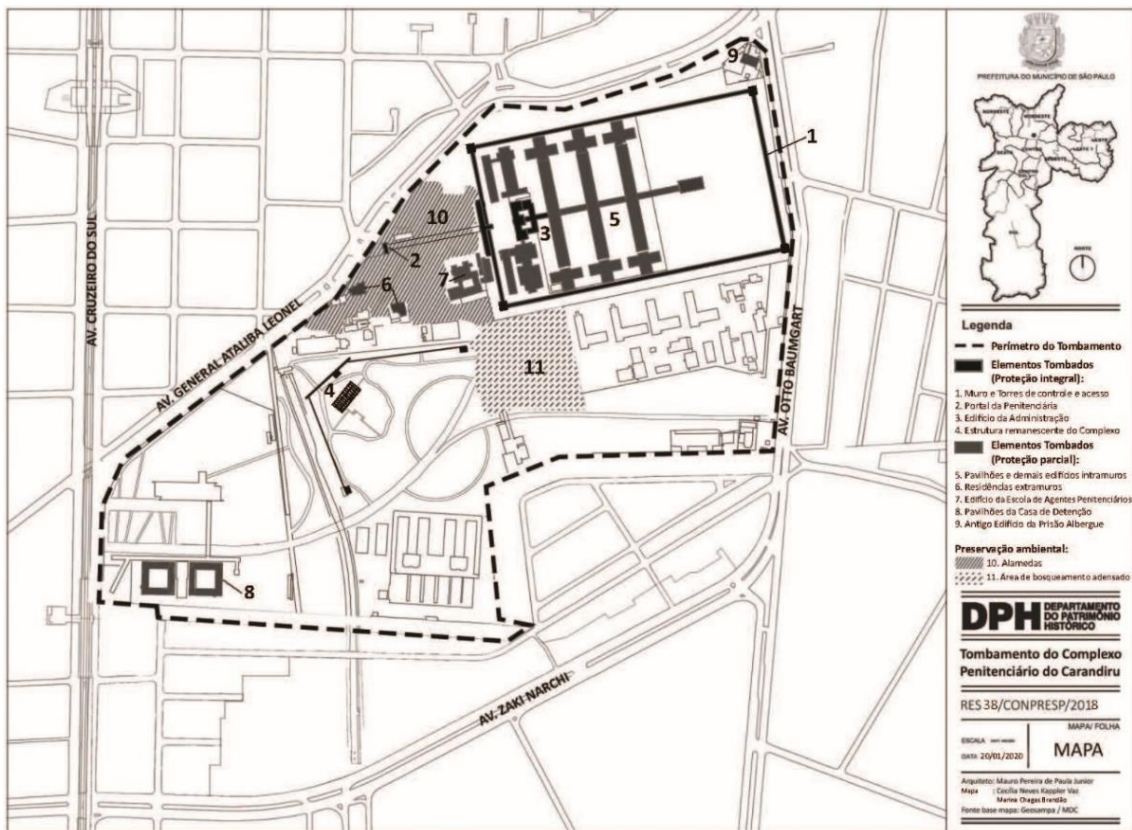 AV. CRUZEIRO DO SUL
AV. GENERAL ATALIBA LEONEL
AV. OTTO BAUMGART
AV. ZAKI NARCHI
9
1
10
2
3
5
6
7
4
11
8
PREFEITURA DO MUNICÍPIO DE SÃO PAULO
NORTE
Legenda
Perímetro do Tombamento
Elementos Tombados
(Proteção integral):
1. Muro e Torres de controle e acesso
2. Portal da Penitenciária
3. Edifício da Administração
4. Estrutura remanescente do Complexo
Elementos Tombados
(Proteção parcial):
5. Pavilhões e demais edifícios intramuros
6. Residências extramuros
7. Edifício da Escola de Agentes Penitenciários
8. Pavilhões da Casa de Detenção
9. Antigo Edifício da Prisão Albergue
Preservação ambiental:
10. Alamedas
11. Área de bosqueamento adensado
DPH DEPARTAMENTO
DO PATRIMÔNIO
HISTÓRICO
Tombamento do Complexo
Penitenciário do Carandiru
RES 38/CONPRESP/2018
MAPA/ FOLHA
ESCALA
MAPA
DATA 20/01/2020
Arquiteto: Mauro Pereira de Paula Junior
Mapa : Cecília Neves Kappler Vaz
Marina Chagas Brandão
Fonte base mapa: Geosampa / MDC